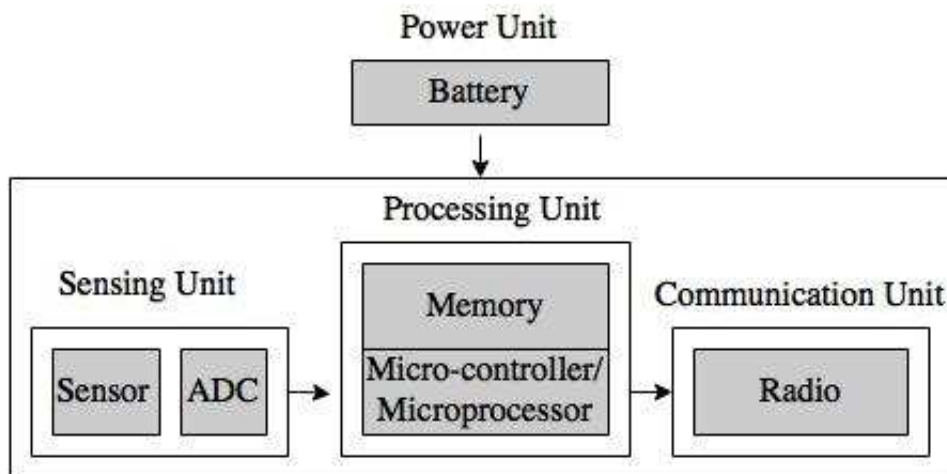 Power Unit
Battery
Processing Unit
Sensing Unit
Memory
Communication Unit
Sensor
ADC
Micro-controller/
Microprocessor
Radio